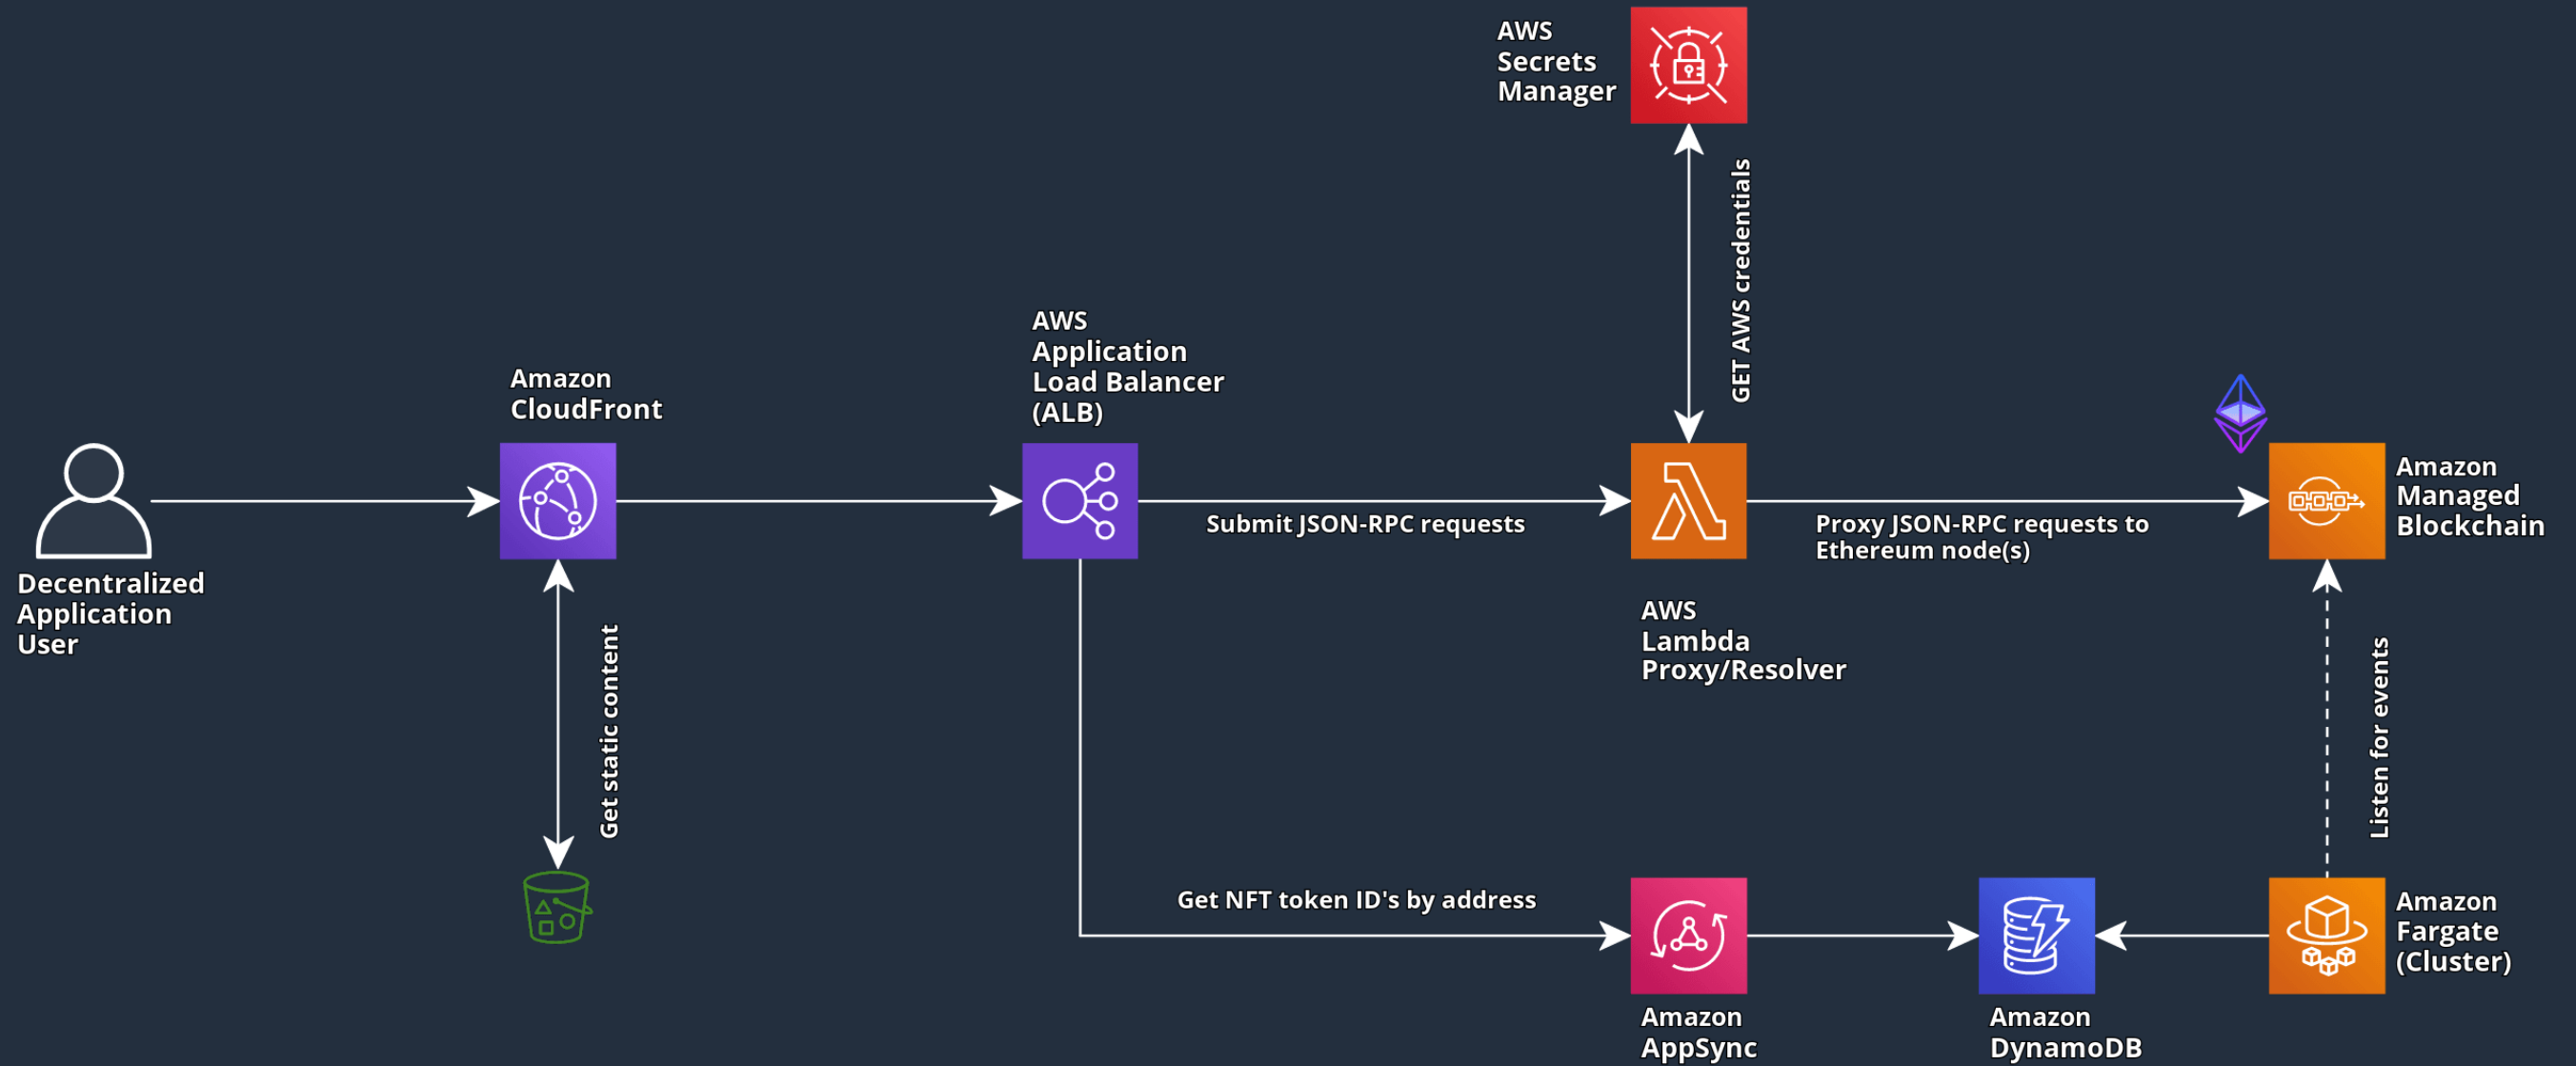 AWS
Secrets
Manager
GET AWS credentials
AWS
Application
Load Balancer
(ALB)
Amazon
CloudFront
Decentralized
Application
User
Submit JSON-RPC requests
Proxy JSON-RPC requests to
Ethereum node(s)
Amazon
Managed
Blockchain
AWS
Lambda
Proxy/Resolver
Get static content
Listen for events
Get NFT token ID's by address
Amazon
AppSync
Amazon
DynamoDB
Amazon
Fargate
(Cluster)